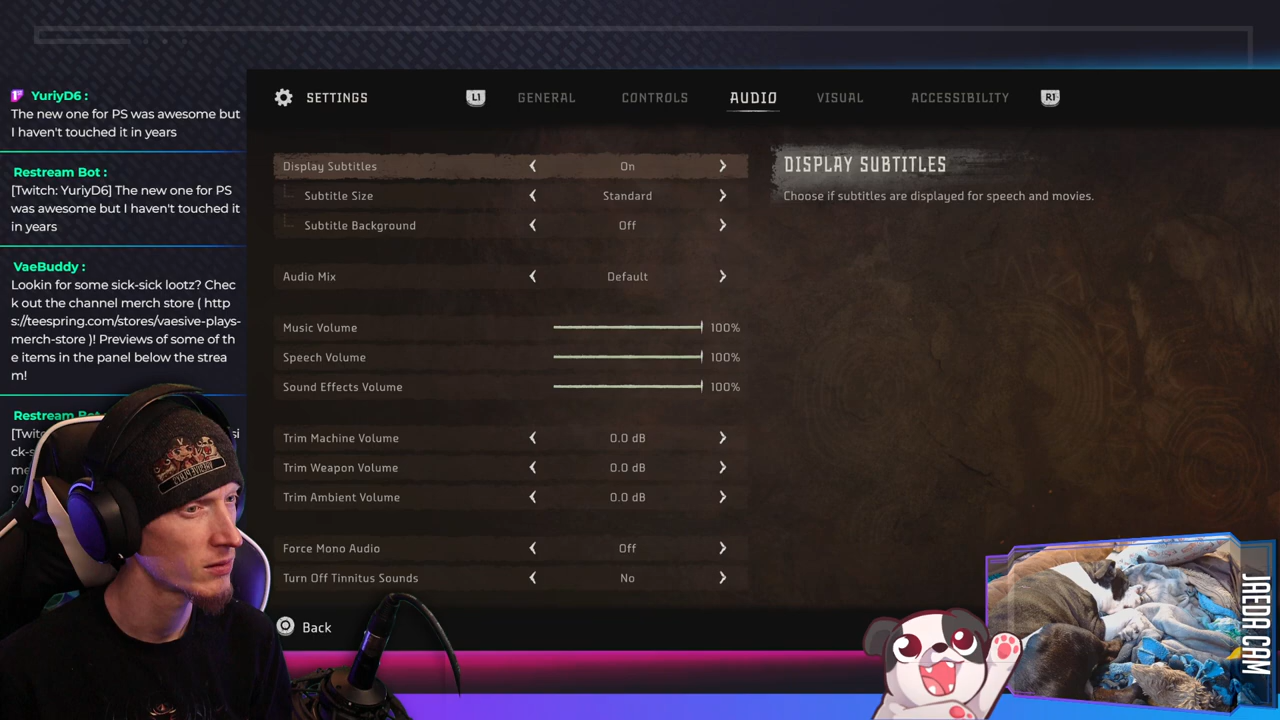 YuriyD6 :
The new one for PS was awesome but
I haven't touched it in years
Restream Bot :
[Twitch: YuriyD6] The new one for PS
was awesome but I haven't touched it
in years
VaeBuddy :
Lookin for some sick-sick lootz? Chec
k out the channel merch store ( http
s://teespring.com/stores/vaesive-plays-
merch-store )! Previews of some of th
e items in the panel below the strea
m!
Restream Bot
SETTINGS
L1
GENERAL
CONTROLS
AUDIO
VISUAL
ACCESSIBILITY
R1
Display Subtitles On
Subtitle Size Standard
Subtitle Background Off
Audio Mix Default
Music Volume 100%
Speech Volume 100%
Sound Effects Volume 100%
Trim Machine Volume 0.0 dB
Trim Weapon Volume 0.0 dB
Trim Ambient Volume 0.0 dB
Force Mono Audio Off
Turn Off Tinnitus Sounds No
Back
DISPLAY SUBTITLES
Choose if subtitles are displayed for speech and movies.
JAEDA CAM